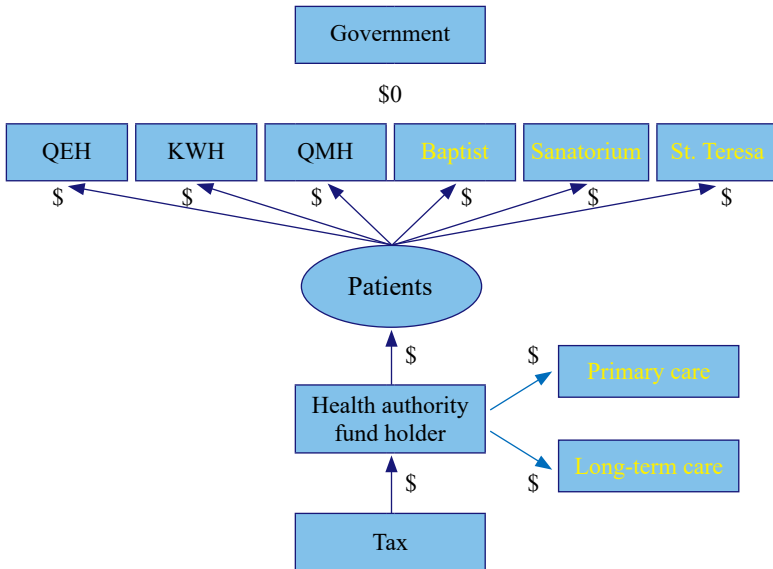 Government
$0
QEH KWH QMH Baptist Sanatorium St. Teresa
$ $ $ $ $ $
Patients
$ $
Primary care
Health authority
fund holder
Long-term care
$ $
Tax